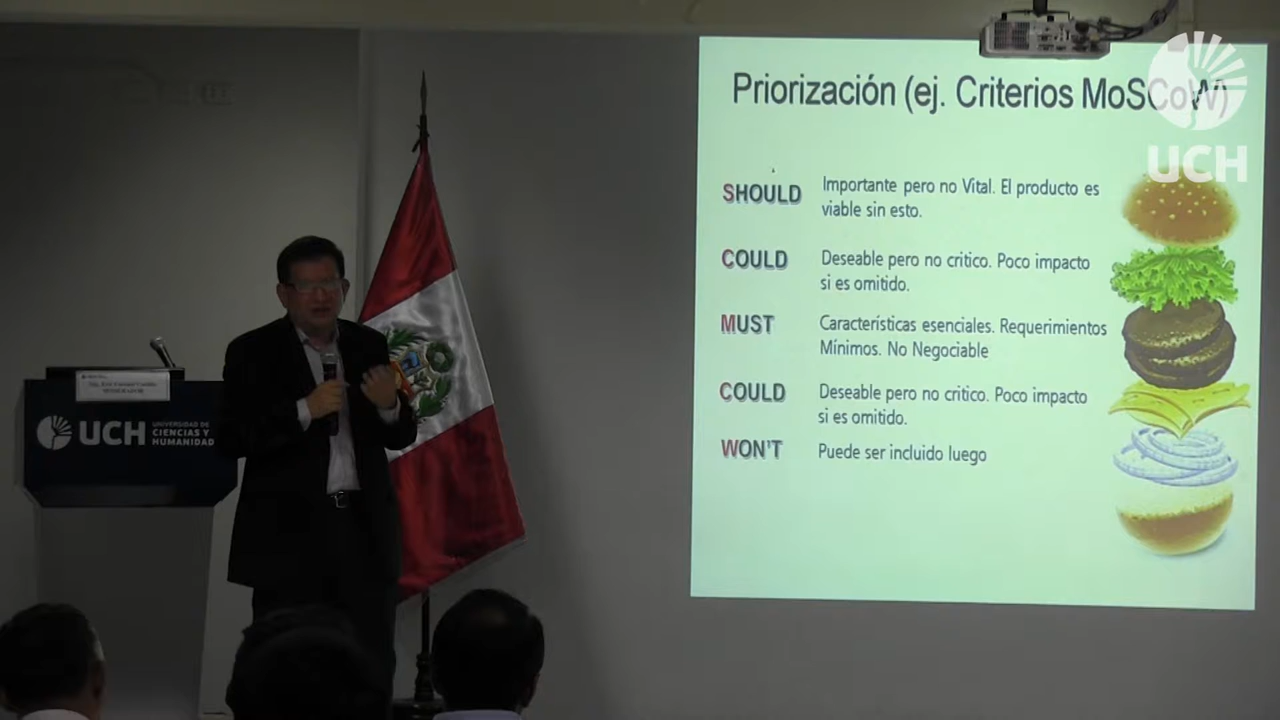 Priorización (ej. Criterios MoSCoW)
UCH
SHOULD
Importante pero no Vital. El producto es
viable sin esto.
COULD
Deseable pero no critico. Poco impacto
si es omitido.
MUST
Características esenciales. Requerimientos
Mínimos. No Negociable
COULD
Deseable pero no critico. Poco impacto
si es omitido.
WON'T
Puede ser incluido luego
MODERADOR
UCH
UNIVERSIDAD DE
CIENCIAS Y
HUMANIDAD